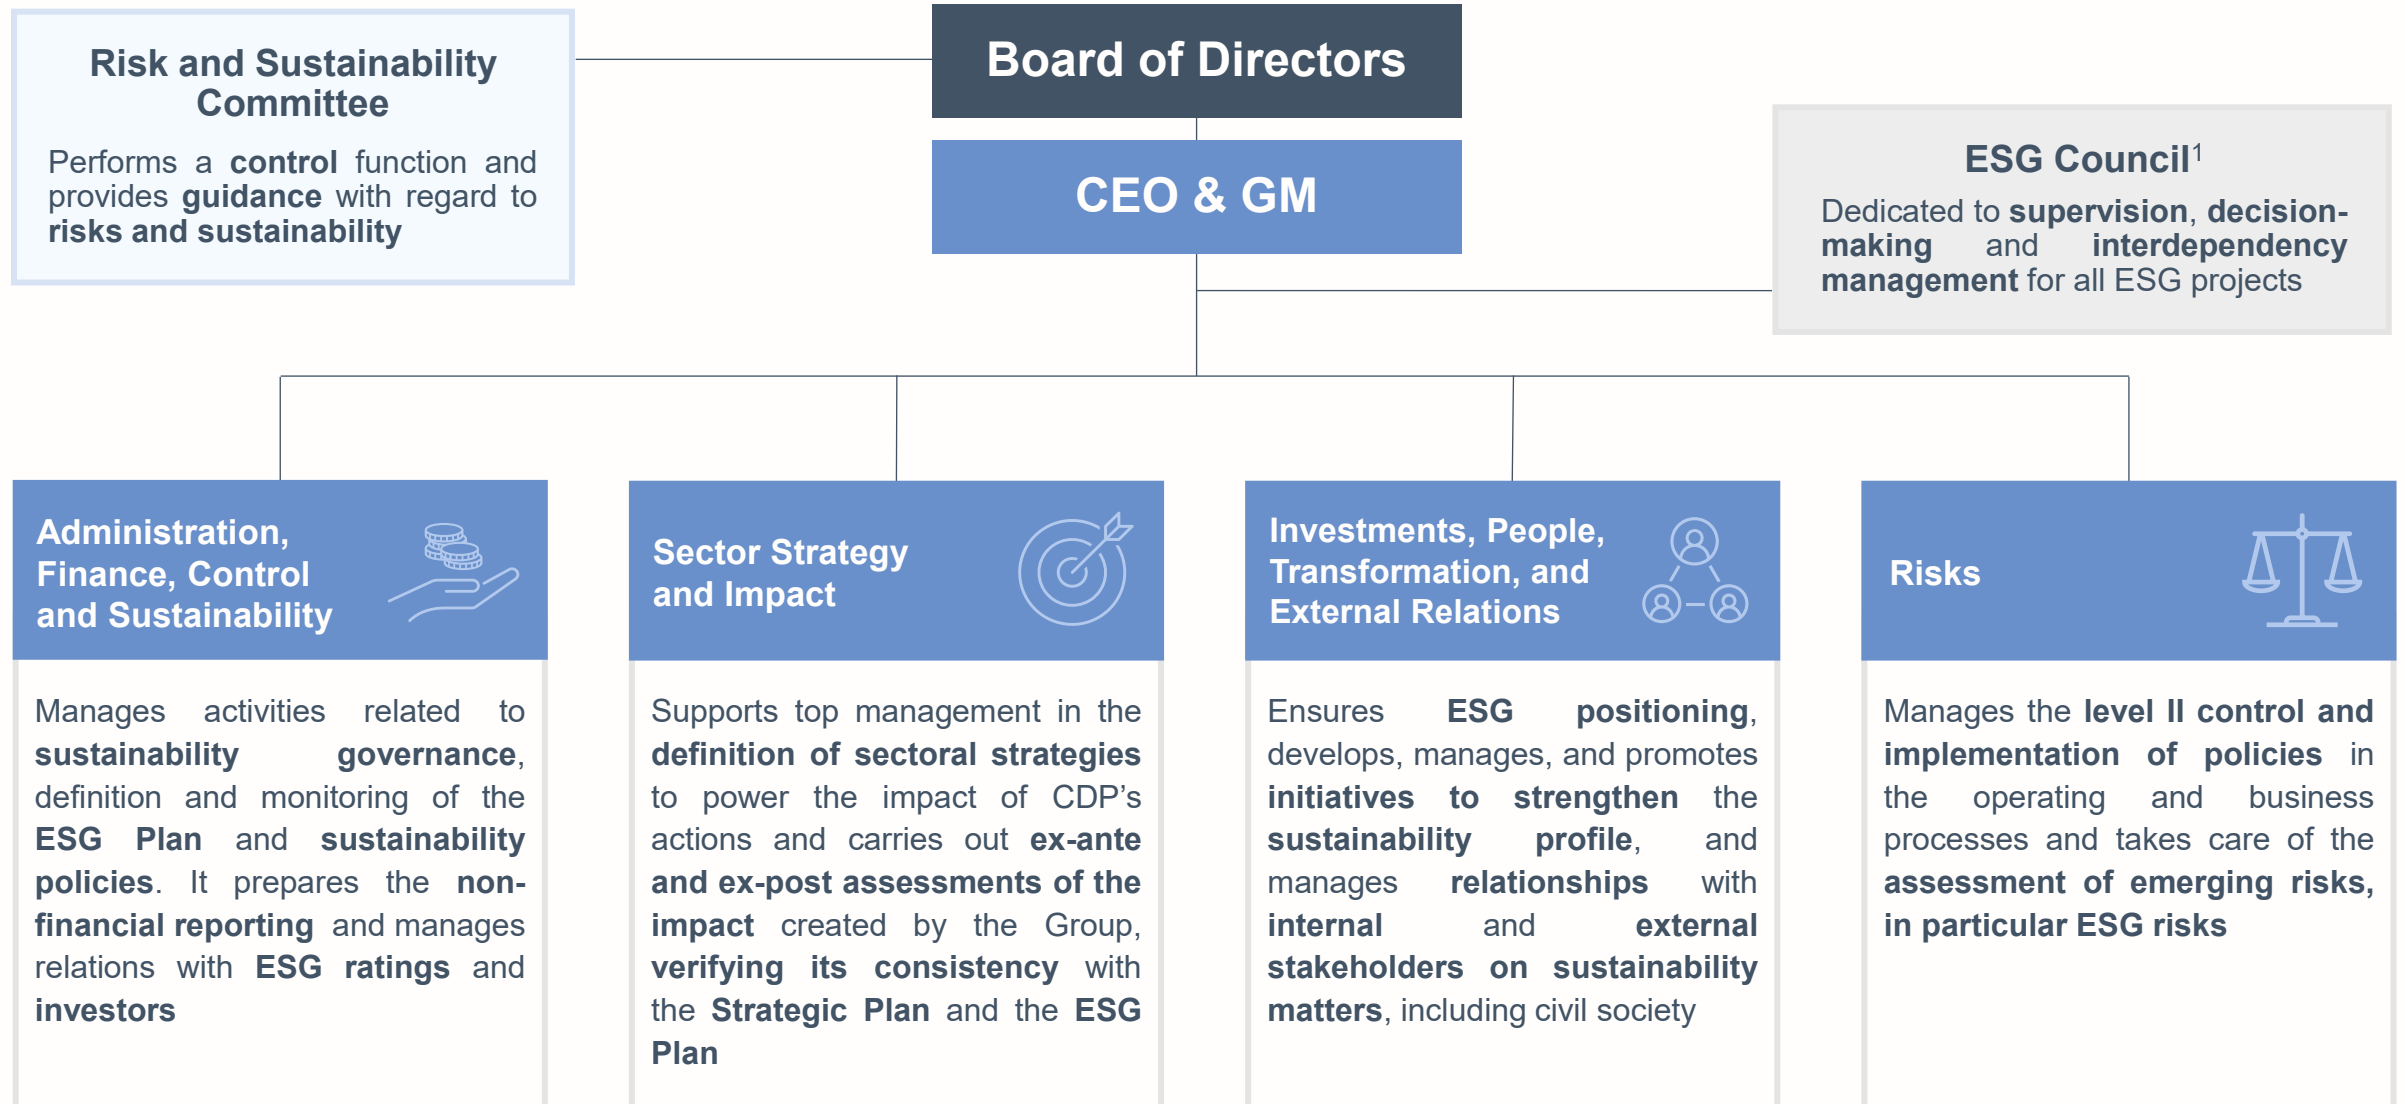 Risk and Sustainability
Committee
Performs a control function and
provides guidance with regard to
risks and sustainability
Board of Directors
CEO & GM
ESG Council1
Dedicated to supervision, decision-
making and interdependency
management for all ESG projects
Administration,
Finance, Control
and Sustainability
Manages activities related to
sustainability governance,
definition and monitoring of the
ESG Plan and sustainability
policies. It prepares the non-
financial reporting and manages
relations with ESG ratings and
investors
Sector Strategy
and Impact
Supports top management in the
definition of sectoral strategies
to power the impact of CDP’s
actions and carries out ex-ante
and ex-post assessments of the
impact created by the Group,
verifying its consistency with
the Strategic Plan and the ESG
Plan
Investments, People,
Transformation, and
External Relations
Ensures ESG positioning,
develops, manages, and promotes
initiatives to strengthen the
sustainability profile, and
manages relationships with
internal and external
stakeholders on sustainability
matters, including civil society
Risks
Manages the level II control and
implementation of policies in
the operating and business
processes and takes care of the
assessment of emerging risks,
in particular ESG risks